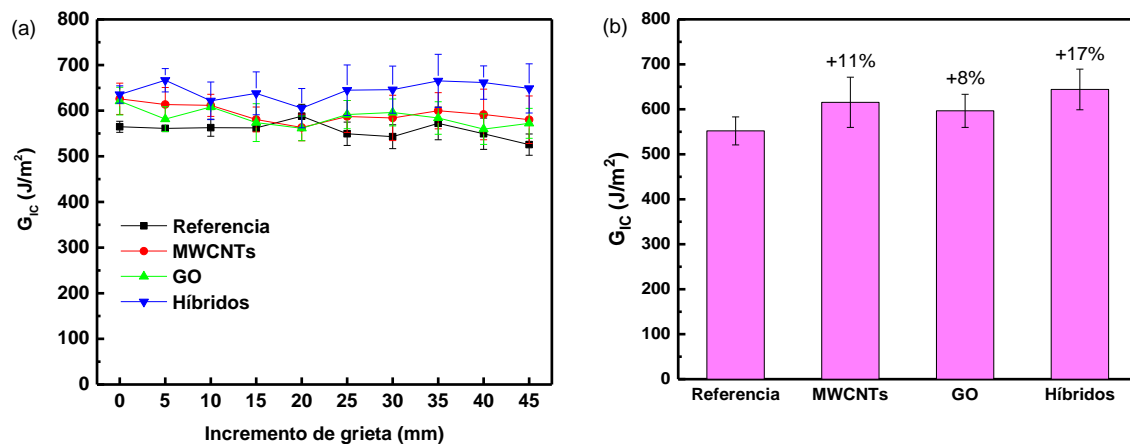 (a)
800
700
600
500
400
300
200
100
0
G_IC (J/m²)
Referencia
MWCNTs
GO
Híbridos
0 5 10 15 20 25 30 35 40 45
Incremento de grieta (mm)
(b)
800
700
600
500
400
300
200
100
0
G_IC (J/m²)
+11%
+8%
+17%
Referencia MWCNTs GO Híbridos